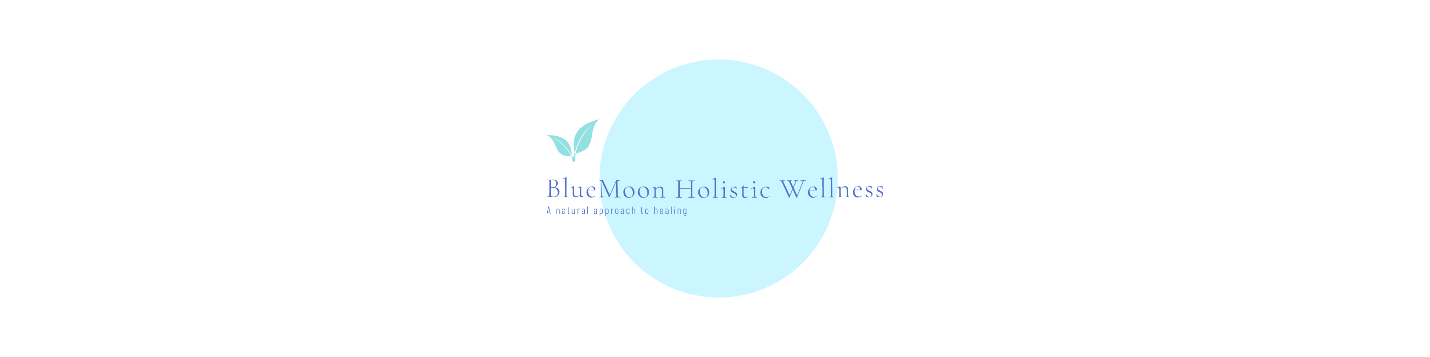 BlueMoon Holistic Wellness
A natural approach to healing